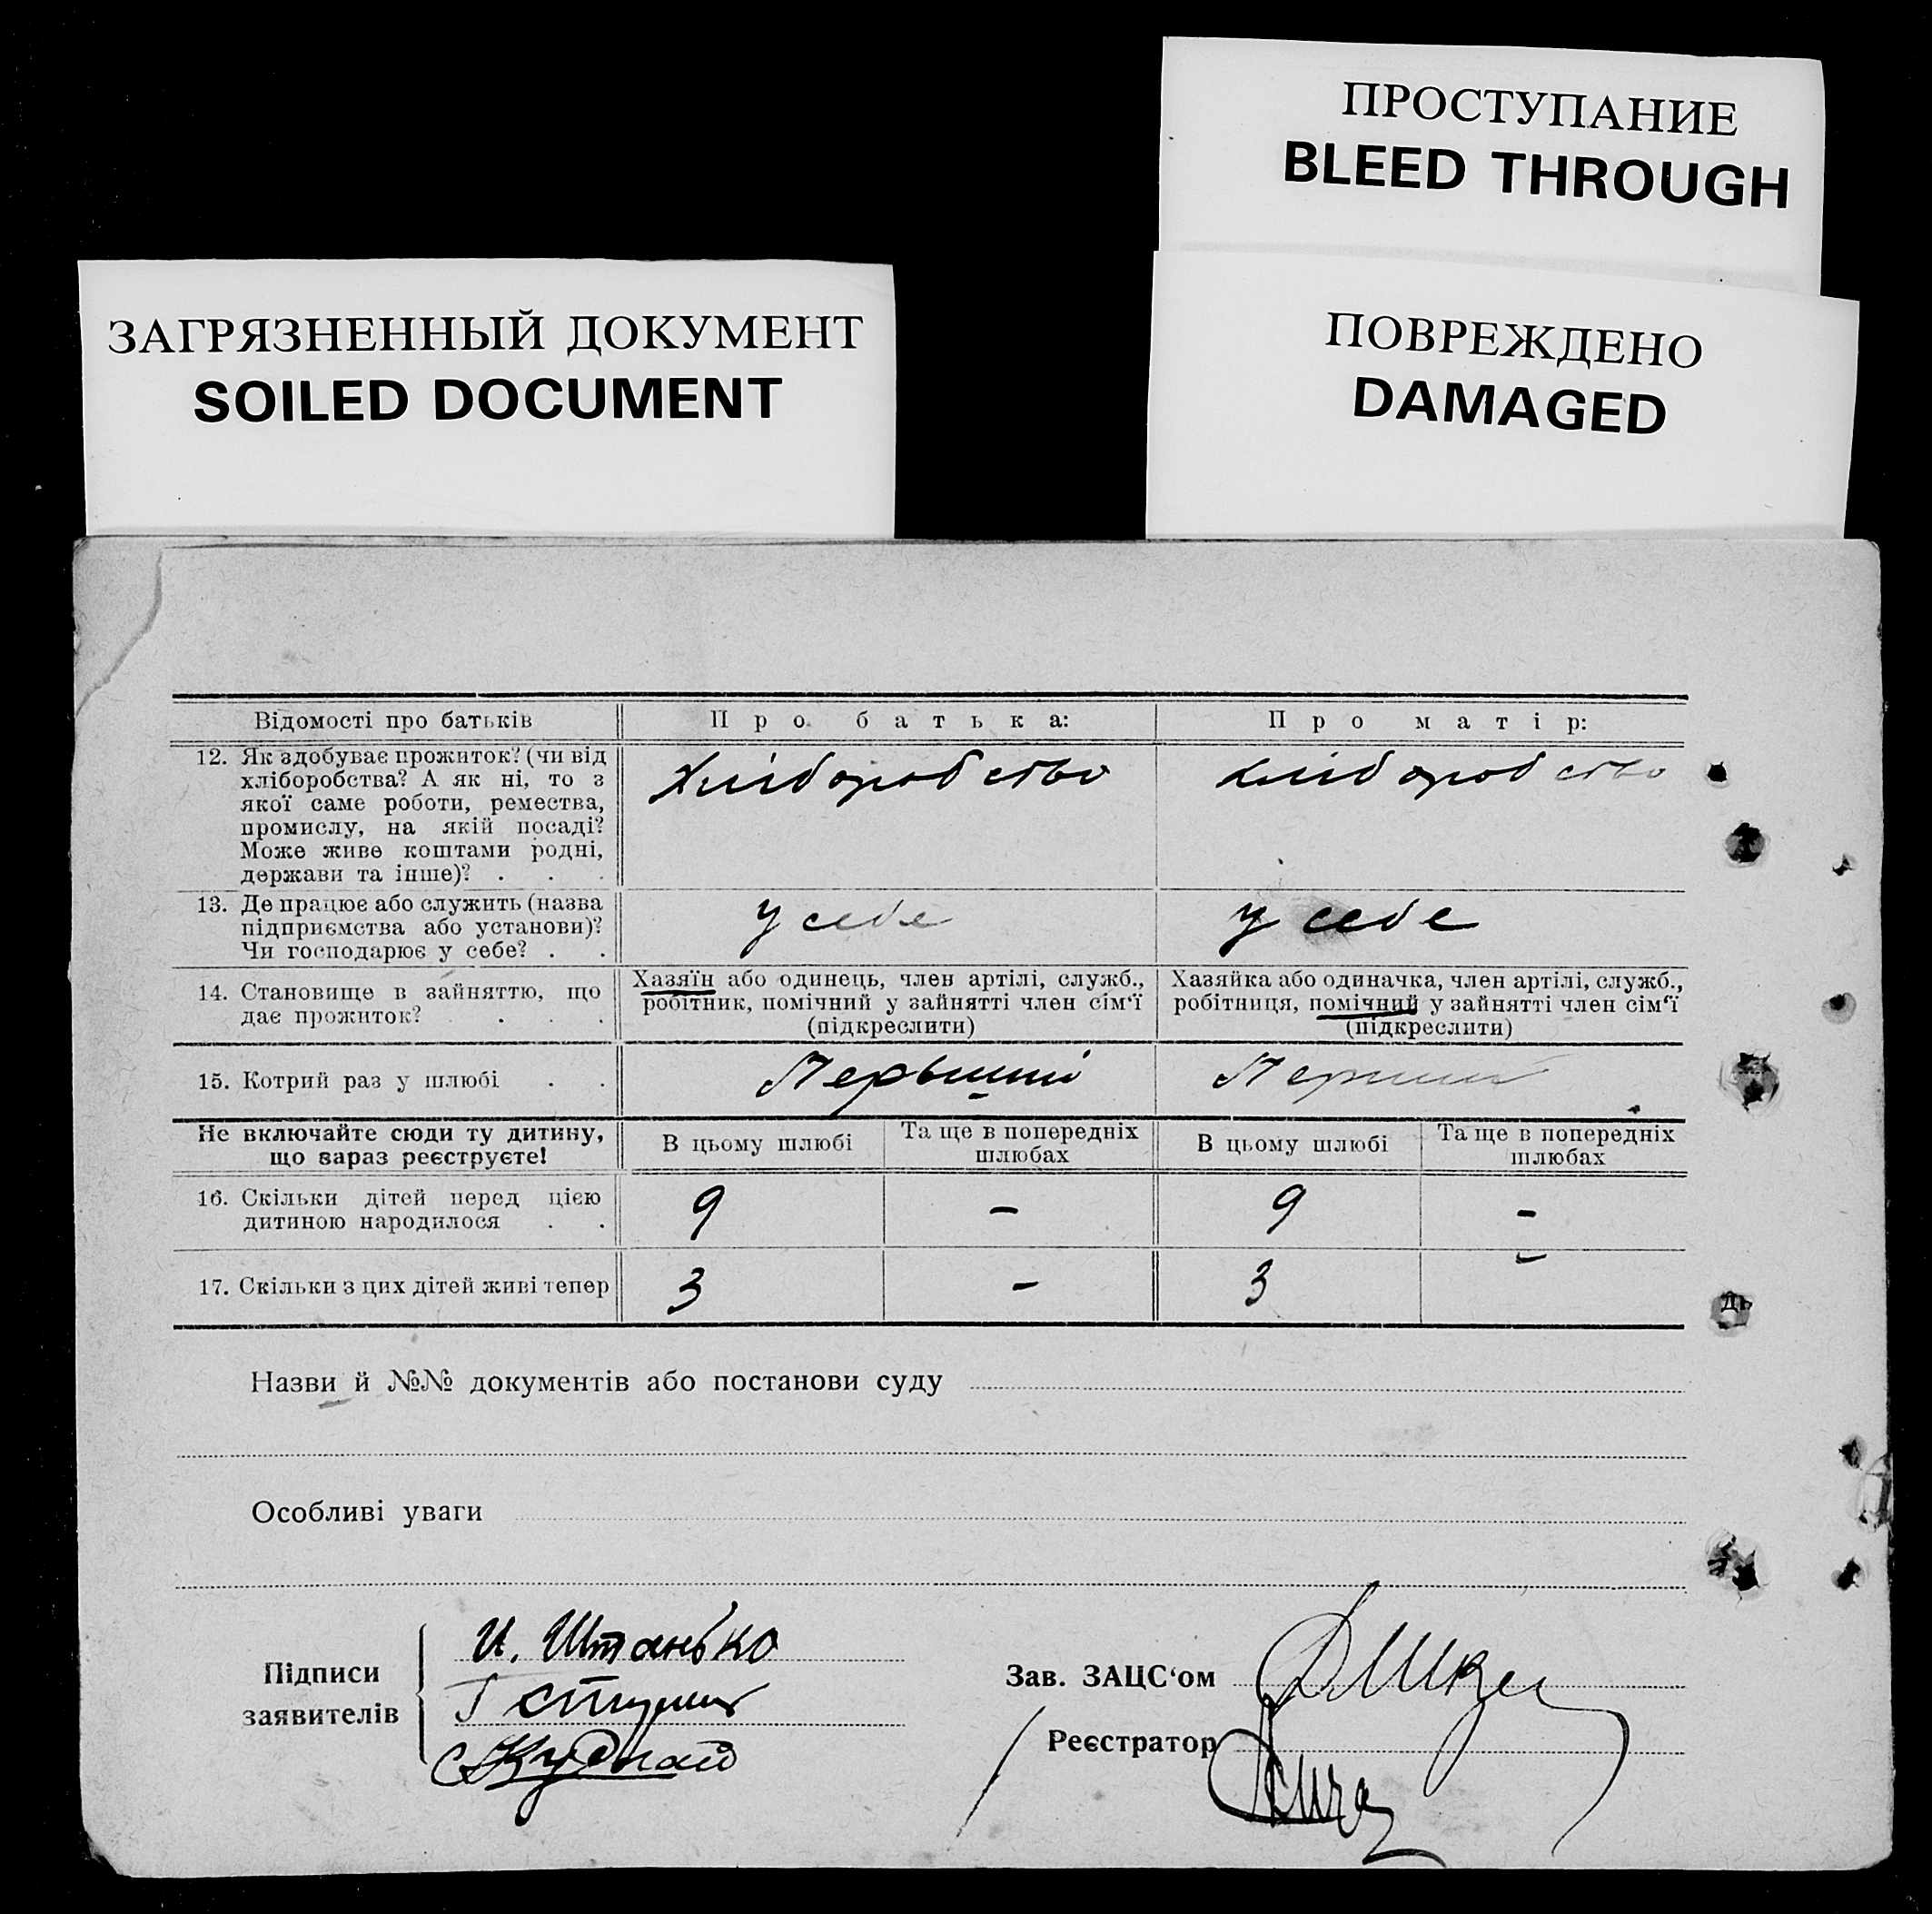 ПРОСТУПАНИЕ
BLEED THROUGH
ЗАГРЯЗНЕННЫЙ ДОКУМЕНТ
SOILED DOCUMENT
ПОВРЕЖДЕНО
DAMAGED
Відомості про батьків
Про батька:
Про матір:
12. Як здобуває прожиток? (чи від
хліборобства? А як ні, то з
якої саме роботи, ремества,
промислу, на якій посаді?
Може живе коштами родні,
держави та інше)? . . .
Хліборобство
хліборобство
13. Де працює або служить (назва
підприємства або установи)?
Чи господарює у себе? . .
У себе
у себе
14. Становище в зайняттю, що
дає прожиток? . . .
Хазяїн або одинець, член артілі, служб.,
робітник, помічний у зайнятті член сім‘ї
(підкреслити)
Хазяйка або одиначка, член артілі, служб.,
робітниця, помічний у зайнятті член сім‘ї
(підкреслити)
15. Котрий раз у шлюбі . .
Первиший
Перший
Не включайте сюди ту дитину,
що зараз реєструєте!
В цьому шлюбі
Та ще в попередніх
шлюбах
В цьому шлюбі
Та ще в попередніх
шлюбах
16. Скільки дітей перед цією
дитиною народилося . .
9
-
9
-
17. Скільки з цих дітей живі тепер
3
-
3
-
Назви й №№ документів або постанови суду
Особливі уваги
Підписи
заявителів
И. Штанько
Зав. ЗАЦС‘ом
Реєстратор